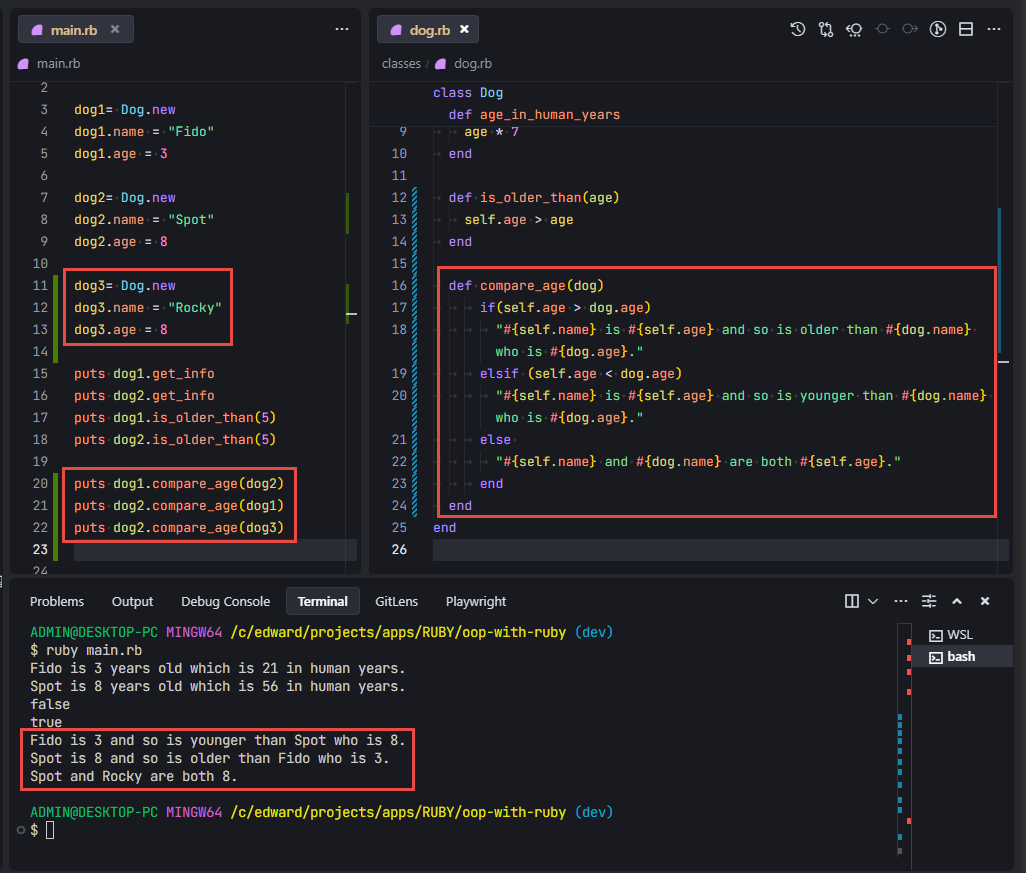 main.rb
main.rb
2
3 dog1= Dog.new
4 dog1.name = "Fido"
5 dog1.age = 3
6
7 dog2= Dog.new
8 dog2.name = "Spot"
9 dog2.age = 8
10
11 dog3= Dog.new
12 dog3.name = "Rocky"
13 dog3.age = 8
14
15 puts dog1.get_info
16 puts dog2.get_info
17 puts dog1.is_older_than(5)
18 puts dog2.is_older_than(5)
19
20 puts dog1.compare_age(dog2)
21 puts dog2.compare_age(dog1)
22 puts dog2.compare_age(dog3)
23
24
dog.rb
classes / dog.rb
class Dog
def age_in_human_years
9 age * 7
10 end
11
12 def is_older_than(age)
13 self.age > age
14 end
15
16 def compare_age(dog)
17 if(self.age > dog.age)
18 "#{self.name} is #{self.age} and so is older than #{dog.name}
who is #{dog.age}."
19 elsif (self.age < dog.age)
20 "#{self.name} is #{self.age} and so is younger than #{dog.name}
who is #{dog.age}."
21 else
22 "#{self.name} and #{dog.name} are both #{self.age}."
23 end
24 end
25 end
26
Problems Output Debug Console Terminal GitLens Playwright
ADMIN@DESKTOP-PC MINGW64 /c/edward/projects/apps/RUBY/oop-with-ruby (dev)
$ ruby main.rb
Fido is 3 years old which is 21 in human years.
Spot is 8 years old which is 56 in human years.
false
true
Fido is 3 and so is younger than Spot who is 8.
Spot is 8 and so is older than Fido who is 3.
Spot and Rocky are both 8.
ADMIN@DESKTOP-PC MINGW64 /c/edward/projects/apps/RUBY/oop-with-ruby (dev)
$
WSL
bash